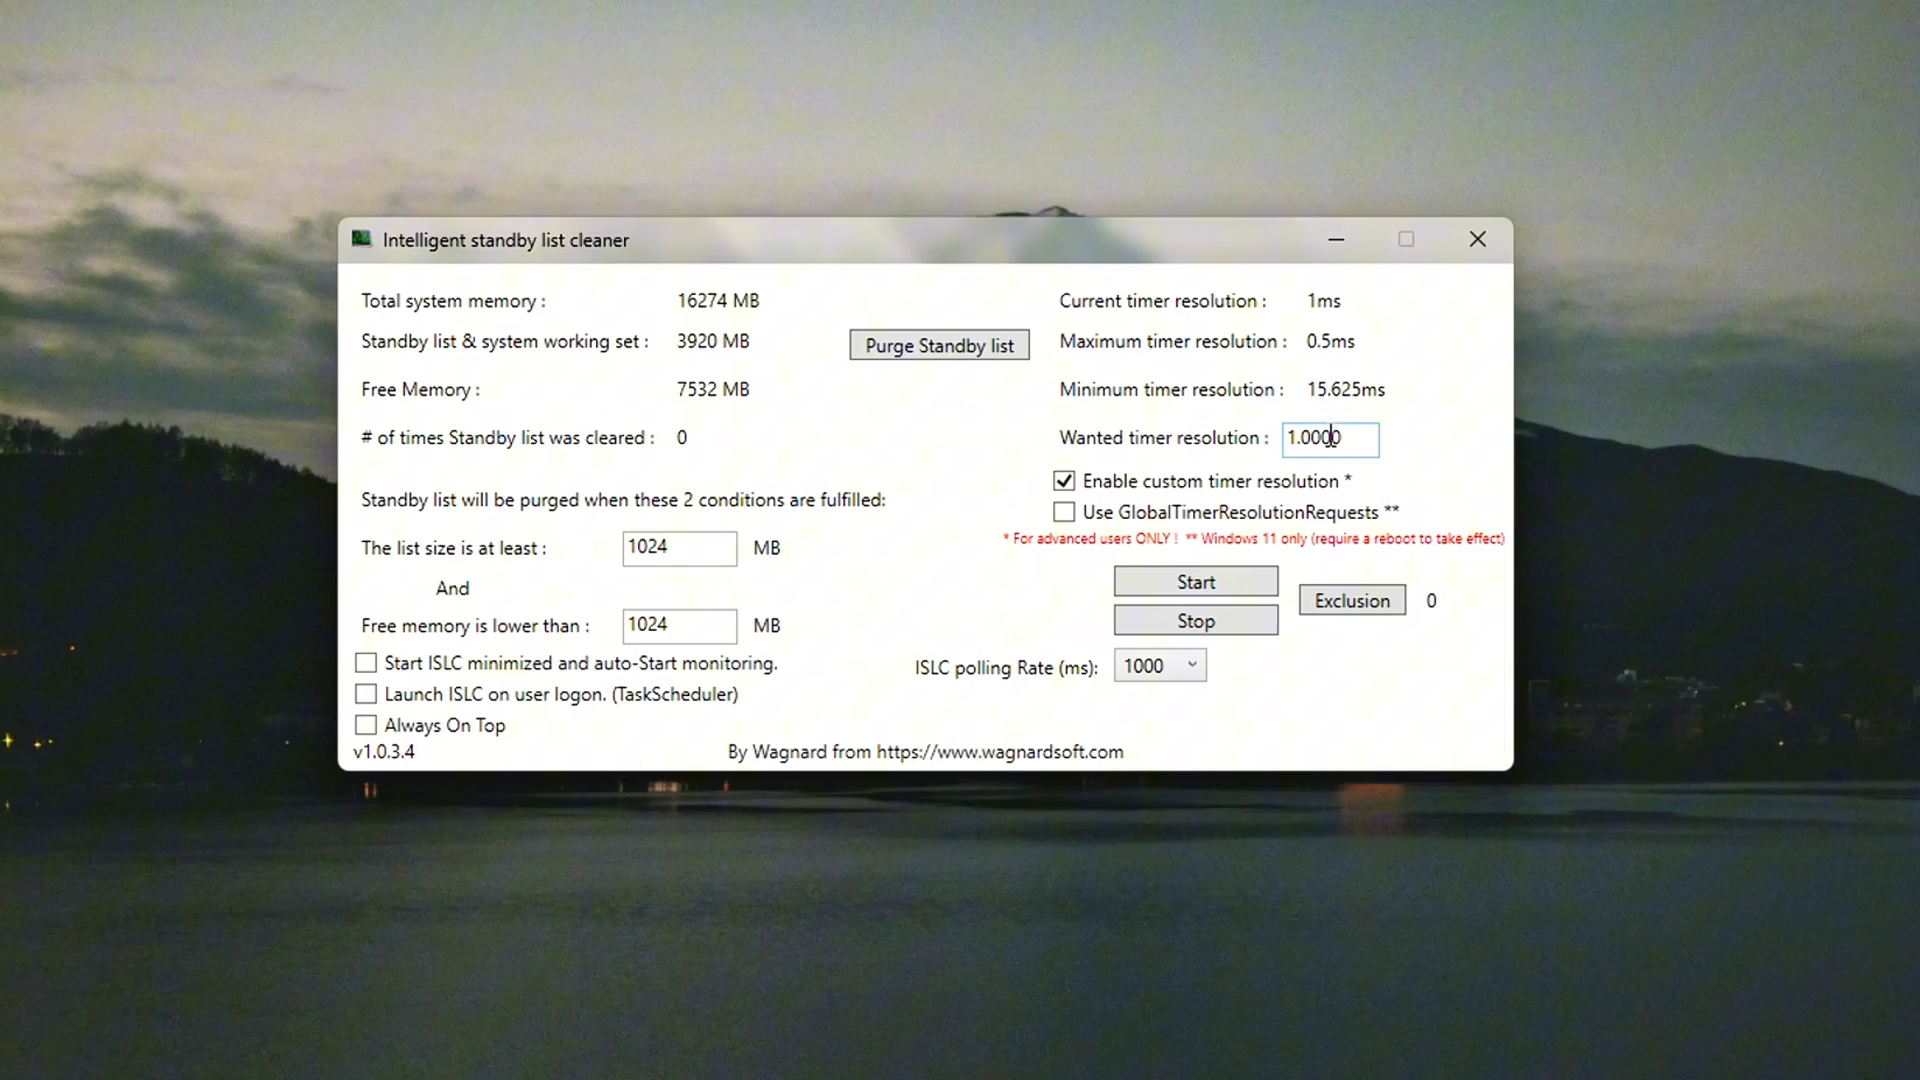 Intelligent standby list cleaner
Total system memory : 16274 MB
Standby list & system working set : 3920 MB
Purge Standby list
Free Memory : 7532 MB
# of times Standby list was cleared : 0
Standby list will be purged when these 2 conditions are fulfilled:
The list size is at least : 1024 MB
And
Free memory is lower than : 1024 MB
Start ISLC minimized and auto-Start monitoring.
Launch ISLC on user logon. (TaskScheduler)
Always On Top
v1.0.3.4
Current timer resolution : 1ms
Maximum timer resolution : 0.5ms
Minimum timer resolution : 15.625ms
Wanted timer resolution : 1.0000
Enable custom timer resolution *
Use GlobalTimerResolutionRequests **
* For advanced users ONLY ! ** Windows 11 only (require a reboot to take effect)
Start
Stop
Exclusion 0
ISLC polling Rate (ms): 1000
By Wagnard from https://www.wagnardsoft.com